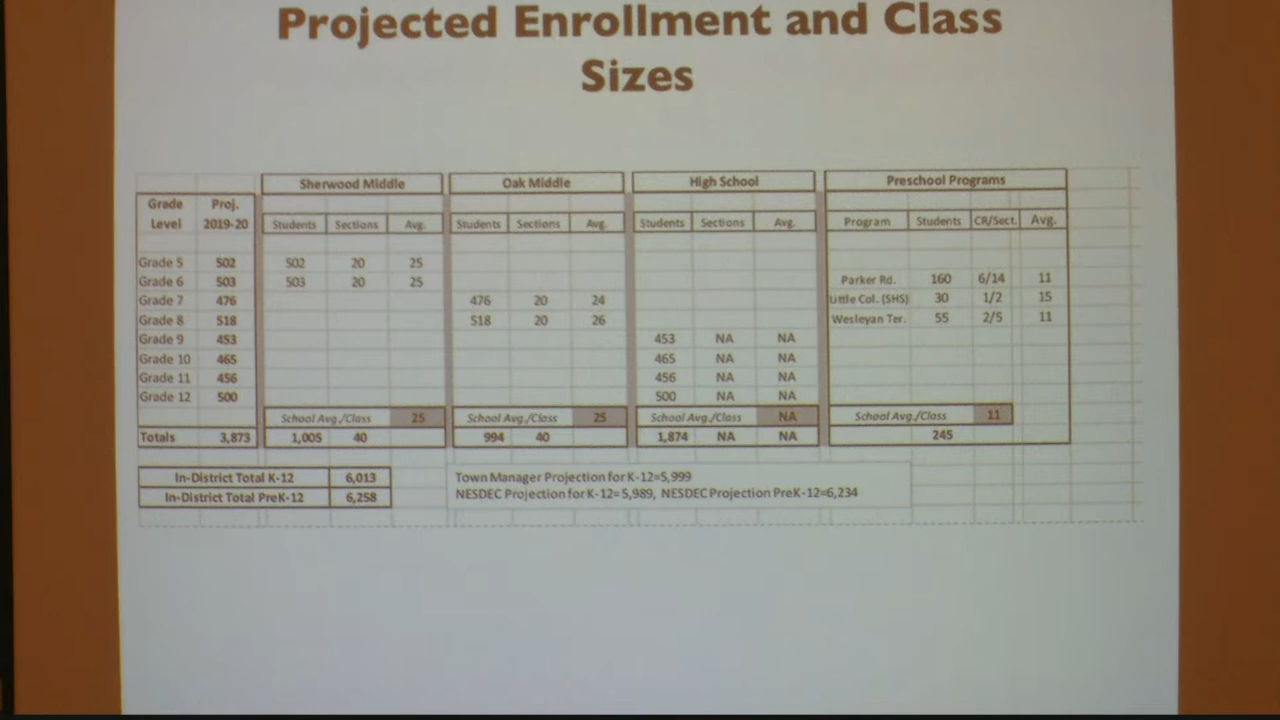 Projected Enrollment and Class
Sizes
Sherwood Middle Oak Middle High School Preschool Programs
Grade Proj.
Level 2019-20 Students Sections Avg. Students Sections Avg. Students Sections Avg. Program Students CR/Sect. Avg.
Grade 5 502 502 20 25
Grade 6 503 503 20 25 Parker Rd. 160 6/14 11
Grade 7 476 476 20 24 Little Col. (SHS) 30 1/2 15
Grade 8 518 518 20 26 Wesleyan Ter. 55 2/5 11
Grade 9 453 453 NA NA
Grade 10 465 465 NA NA
Grade 11 456 456 NA NA
Grade 12 500 500 NA NA
School Avg./Class 25 School Avg./Class 25 School Avg./Class NA School Avg./Class 11
Totals 3,873 1,005 40 994 40 1,874 NA NA 245
In-District Total K-12 6,013 Town Manager Projection for K-12=5,999
In-District Total PreK-12 6,258 NESDEC Projection for K-12= 5,989, NESDEC Projection PreK-12=6,234